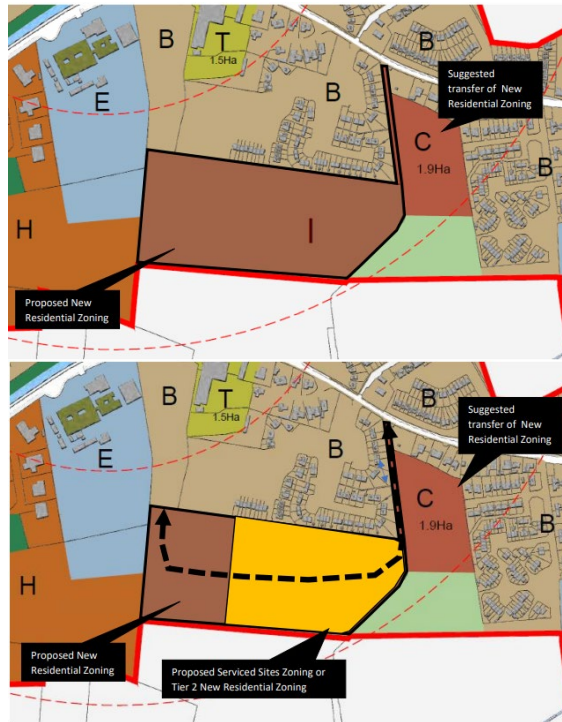 B
T
1.5Ha
B
E
B
Suggested
transfer of New
Residential Zoning
C
1.9Ha
B
H
I
Proposed New
Residential Zoning
B
T
1.5Ha
B
E
B
Suggested
transfer of New
Residential Zoning
C
1.9Ha
B
H
Proposed New
Residential Zoning
Proposed Serviced Sites Zoning or
Tier 2 New Residential Zoning